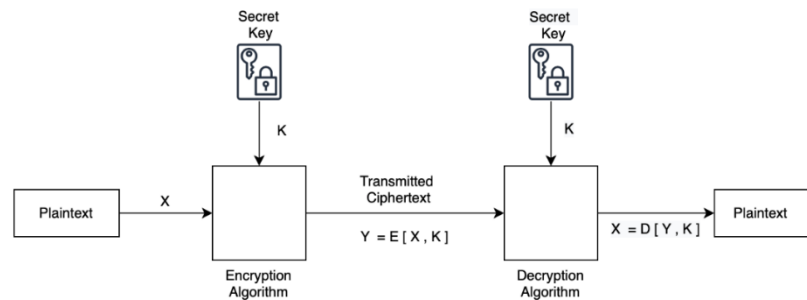 Secret
Key
Secret
Key
K
K
Plaintext
X
Transmitted
Ciphertext
Y = E [ X , K ]
X = D [ Y , K ]
Plaintext
Encryption
Algorithm
Decryption
Algorithm